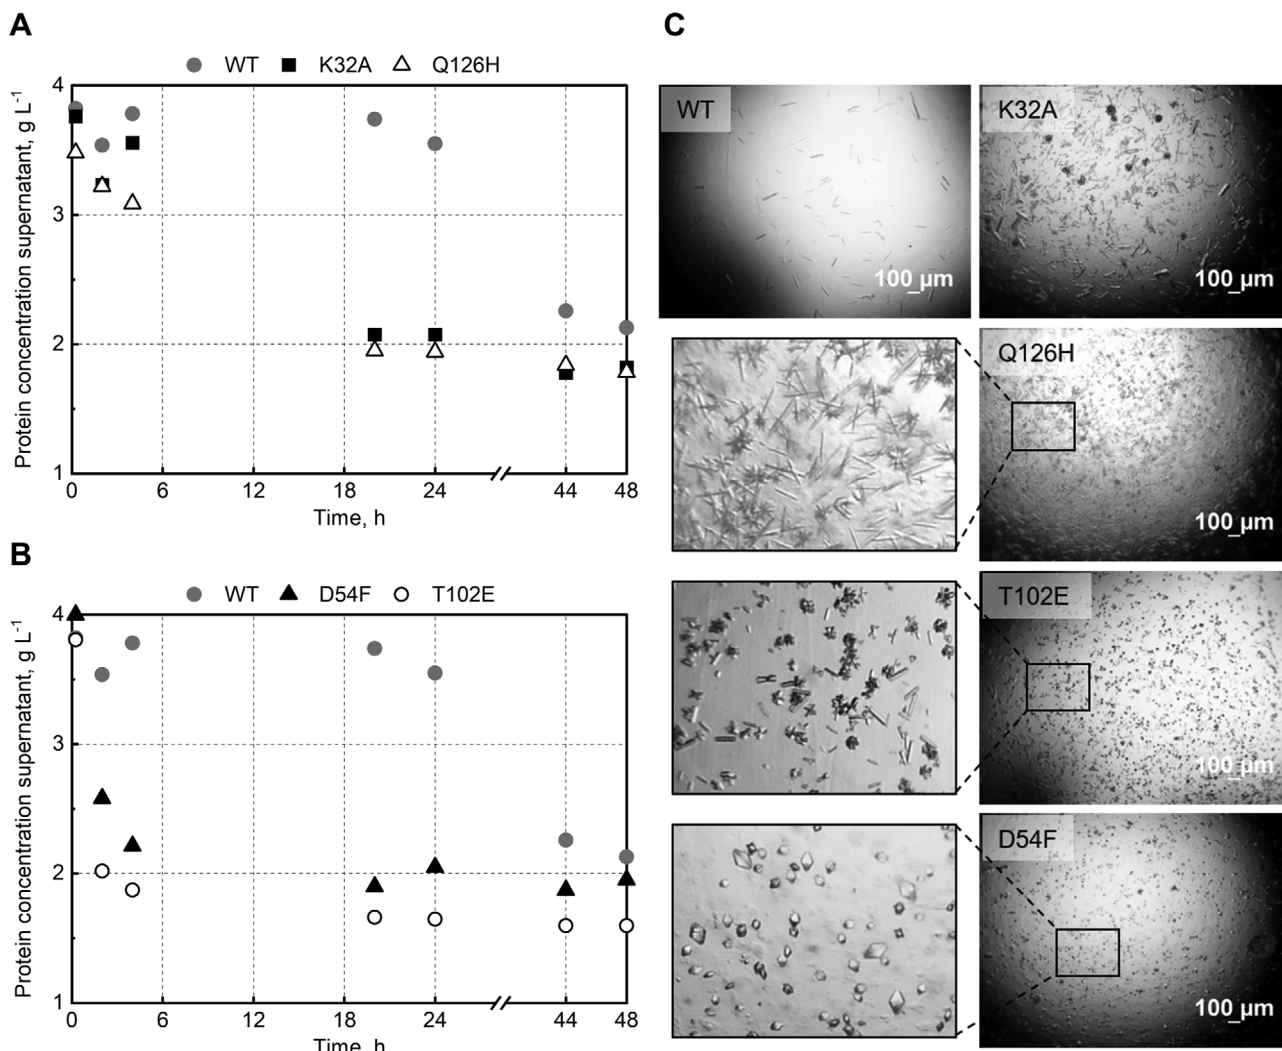 A
WT K32A Q126H
Protein concentration supernatant, g L⁻¹
4
3
2
1
0 6 12 18 24 44 48
Time, h
B
WT D54F T102E
Protein concentration supernatant, g L⁻¹
4
3
2
1
0 6 12 18 24 44 48
Time, h
C
WT
100 µm
K32A
100 µm
Q126H
100 µm
T102E
100 µm
D54F
100 µm